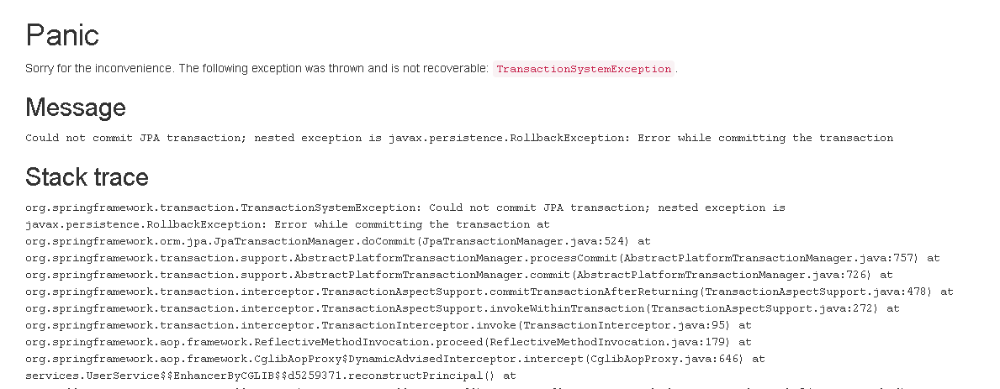 Panic
Sorry for the inconvenience. The following exception was thrown and is not recoverable: TransactionSystemException.
Message
Could not commit JPA transaction; nested exception is javax.persistence.RollbackException: Error while committing the transaction
Stack trace
org.springframework.transaction.TransactionSystemException: Could not commit JPA transaction; nested exception is
javax.persistence.RollbackException: Error while committing the transaction at
org.springframework.orm.jpa.JpaTransactionManager.doCommit(JpaTransactionManager.java:524) at
org.springframework.transaction.support.AbstractPlatformTransactionManager.processCommit(AbstractPlatformTransactionManager.java:757) at
org.springframework.transaction.support.AbstractPlatformTransactionManager.commit(AbstractPlatformTransactionManager.java:726) at
org.springframework.transaction.interceptor.TransactionAspectSupport.commitTransactionAfterReturning(TransactionAspectSupport.java:478) at
org.springframework.transaction.interceptor.TransactionAspectSupport.invokeWithinTransaction(TransactionAspectSupport.java:272) at
org.springframework.transaction.interceptor.TransactionInterceptor.invoke(TransactionInterceptor.java:95) at
org.springframework.aop.framework.ReflectiveMethodInvocation.proceed(ReflectiveMethodInvocation.java:179) at
org.springframework.aop.framework.CglibAopProxy$DynamicAdvisedInterceptor.intercept(CglibAopProxy.java:646) at
services.UserService$$EnhancerByCGLIB$$d5259371.reconstructPrincipal() at